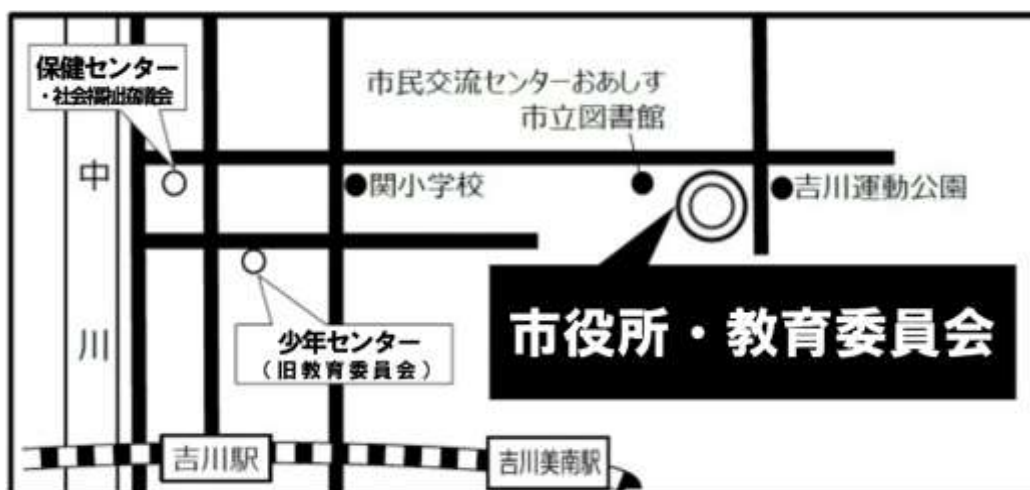 保健センター
・社会福祉協議会
市民交流センターおあしす
市立図書館
中川
関小学校
吉川運動公園
市役所・教育委員会
少年センター
（旧教育委員会）
吉川駅
吉川美南駅